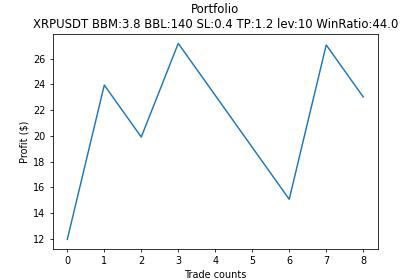 Portfolio
XRPUSDT BBM:3.8 BBL:140 SL:0.4 TP:1.2 lev:10 WinRatio:44.0
26
24
22
20
18
16
14
12
Profit ($)
0 1 2 3 4 5 6 7 8
Trade counts